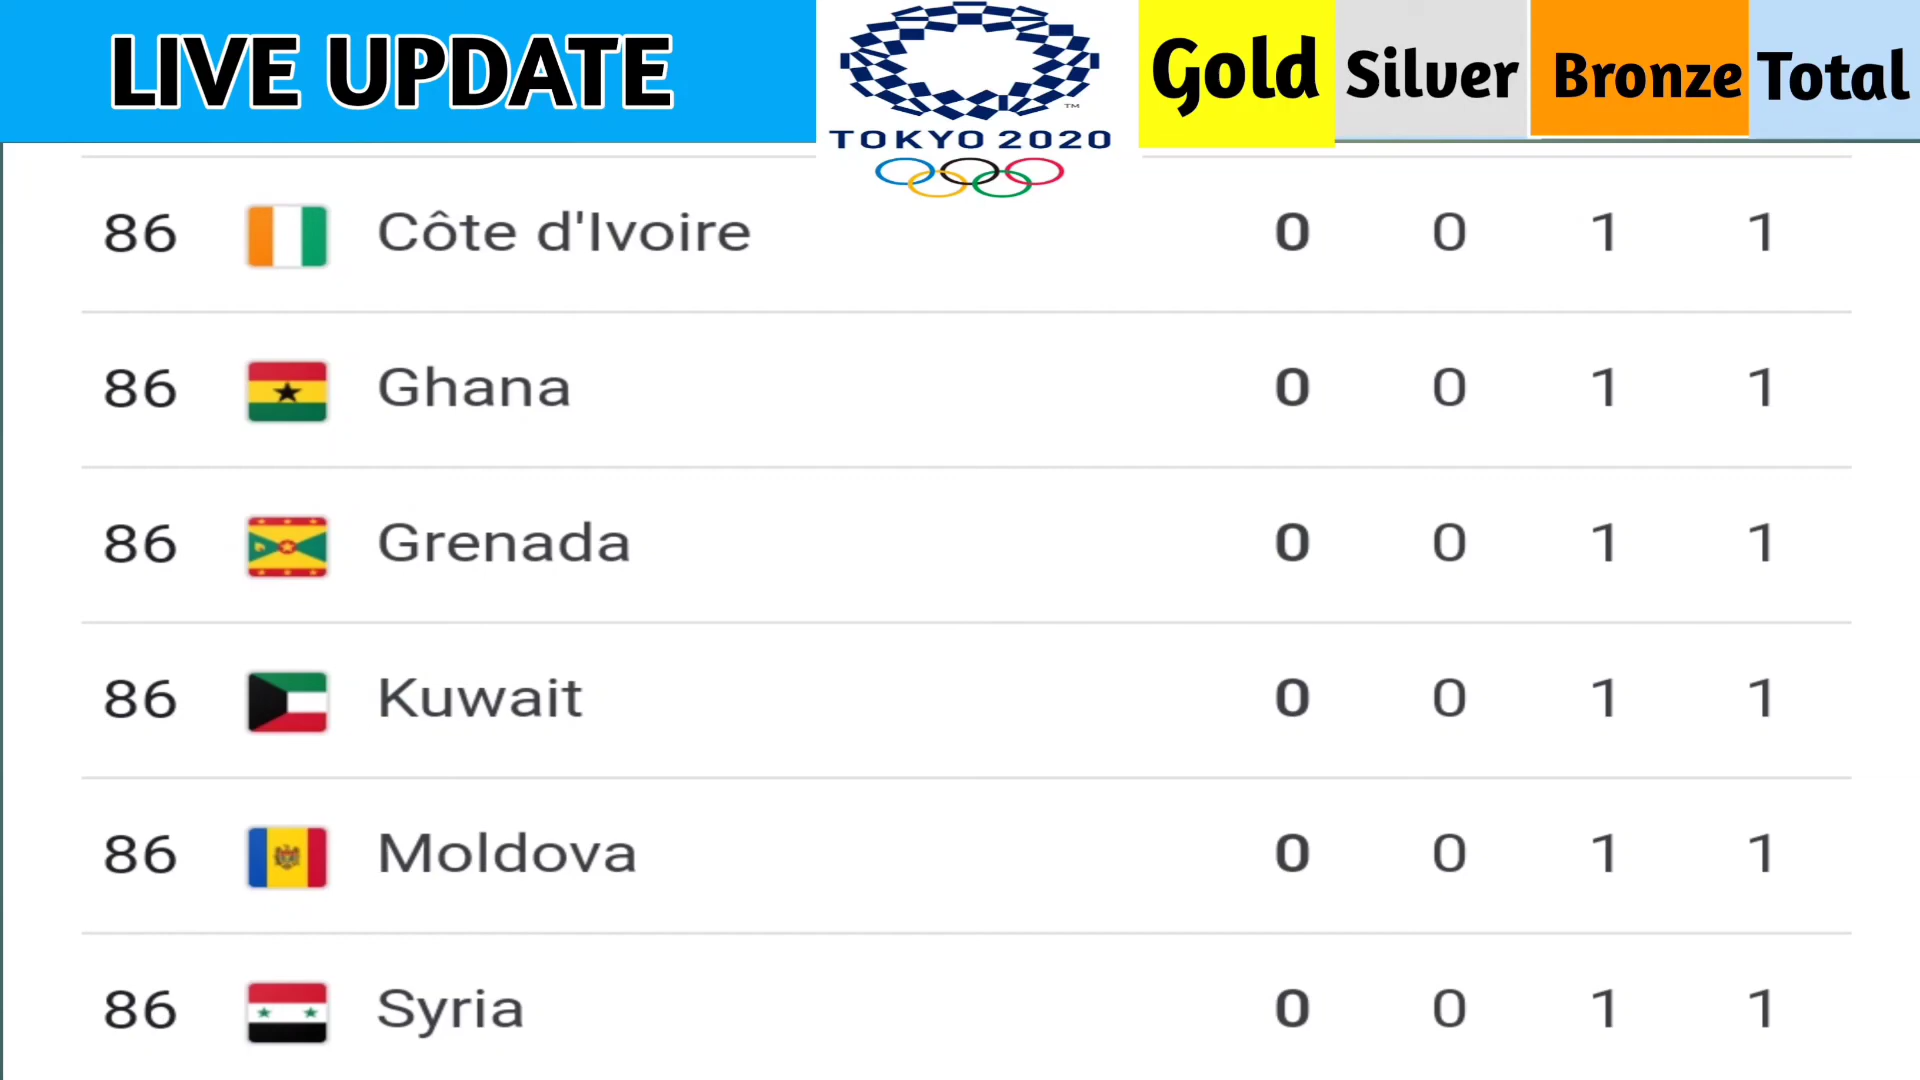 LIVE UPDATE
TOKYO 2020
Gold Silver Bronze Total
86 Côte d'Ivoire 0 0 1 1
86 Ghana 0 0 1 1
86 Grenada 0 0 1 1
86 Kuwait 0 0 1 1
86 Moldova 0 0 1 1
86 Syria 0 0 1 1